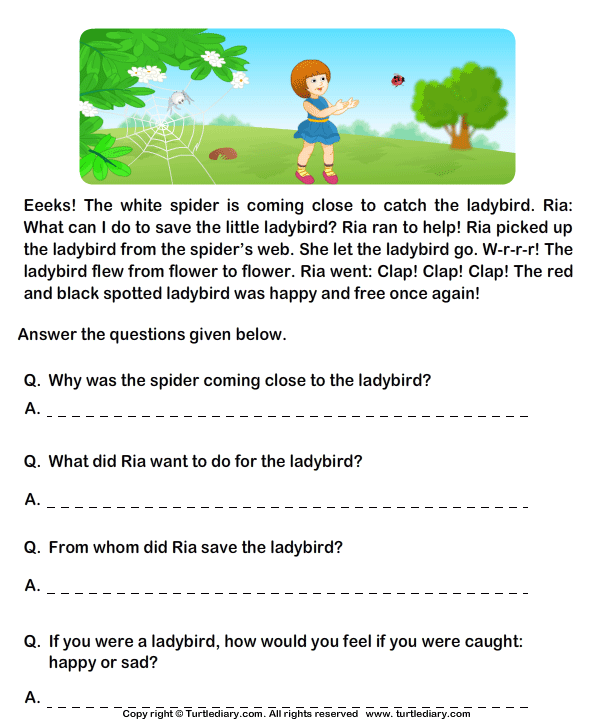 Eeeks! The white spider is coming close to catch the ladybird. Ria:
What can I do to save the little ladybird? Ria ran to help! Ria picked up
the ladybird from the spider’s web. She let the ladybird go. W-r-r-r! The
ladybird flew from flower to flower. Ria went: Clap! Clap! Clap! The red
and black spotted ladybird was happy and free once again!
Answer the questions given below.
Q. Why was the spider coming close to the ladybird?
A. _ _ _ _ _ _ _ _ _ _ _ _ _ _ _ _ _ _ _ _ _ _ _ _ _ _ _ _ _ _ _ _ _ _
Q. What did Ria want to do for the ladybird?
A. _ _ _ _ _ _ _ _ _ _ _ _ _ _ _ _ _ _ _ _ _ _ _ _ _ _ _ _ _ _ _ _ _ _
Q. From whom did Ria save the ladybird?
A. _ _ _ _ _ _ _ _ _ _ _ _ _ _ _ _ _ _ _ _ _ _ _ _ _ _ _ _ _ _ _ _ _ _
Q. If you were a ladybird, how would you feel if you were caught:
happy or sad?
A. _ _ _ _ _ _ _ _ _ _ _ _ _ _ _ _ _ _ _ _ _ _ _ _ _ _ _ _ _ _ _ _ _ _
Copy right © Turtlediary.com. All rights reserved www. turtlediary.com